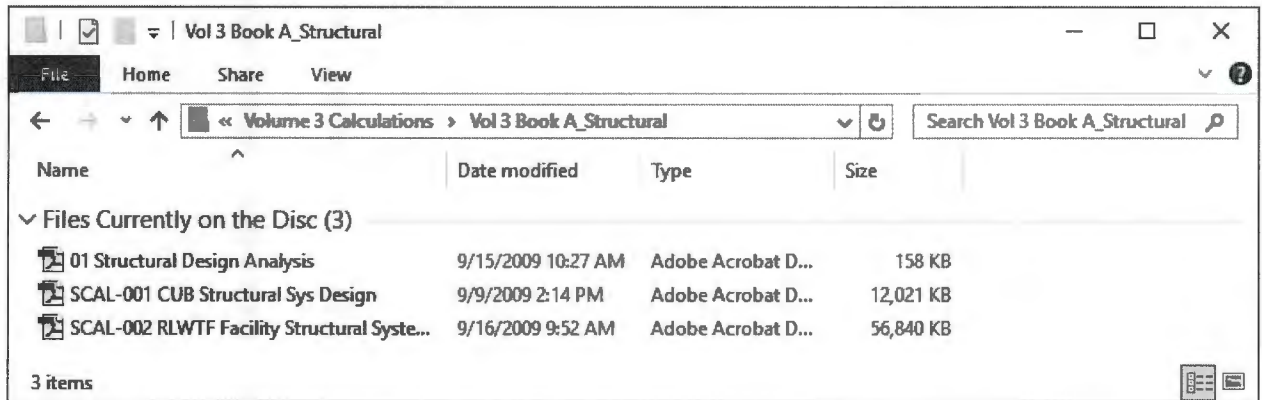 Vol 3 Book A_Structural
File Home Share View
« Volume 3 Calculations › Vol 3 Book A_Structural Search Vol 3 Book A_Structural
Name Date modified Type Size
Files Currently on the Disc (3)
01 Structural Design Analysis 9/15/2009 10:27 AM Adobe Acrobat D... 158 KB
SCAL-001 CUB Structural Sys Design 9/9/2009 2:14 PM Adobe Acrobat D... 12,021 KB
SCAL-002 RLWTF Facility Structural Syste... 9/16/2009 9:52 AM Adobe Acrobat D... 56,840 KB
3 items